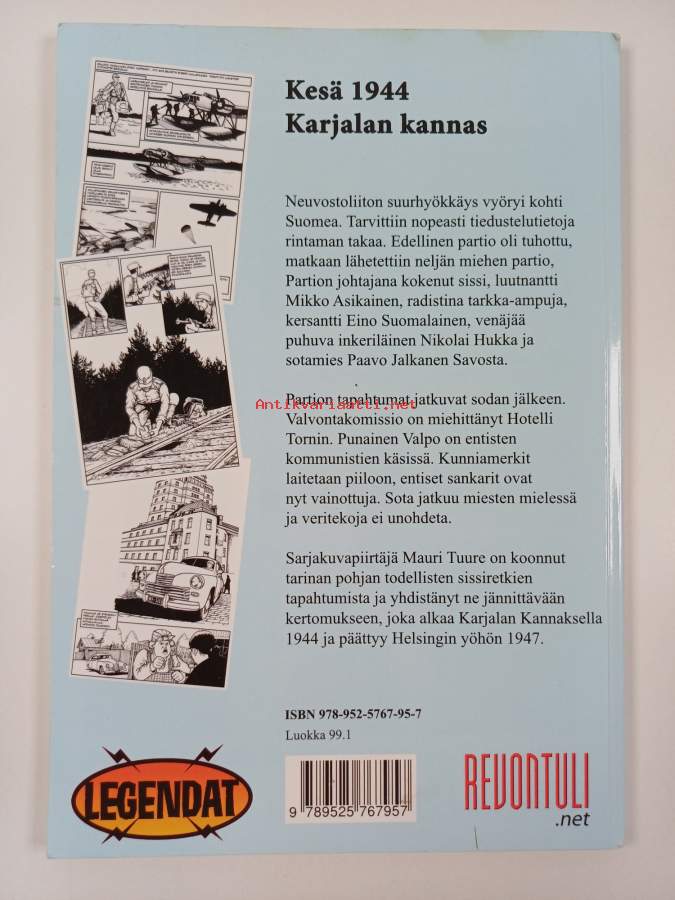 Kesä 1944
Karjalan kannas
Neuvostoliiton suurhyökkäys vyöryi kohti
Suomea. Tarvittiin nopeasti tiedustelutietoja
rintaman takaa. Edellinen partio oli tuhottu,
matkaan lähetettiin neljän miehen partio,
Partion johtajana kokenut sissi, luutnantti
Mikko Asikainen, radistina tarkka-ampuja,
kersantti Eino Suomalainen, venäjää
puhuva inkeriläinen Nikolai Hukka ja
sotamies Paavo Jalkanen Savosta.
Partion tapahtumat jatkuvat sodan jälkeen.
Valvontakomissio on miehittänyt Hotelli
Tornin. Punainen Valpo on entisten
kommunistien käsissä. Kunniamerkit
laitetaan piiloon, entiset sankarit ovat
nyt vainottuja. Sota jatkuu miesten mielessä
ja veritekoja ei unohdeta.
Sarjakuvapiirtäjä Mauri Tuure on koonnut
tarinan pohjan todellisten sissiretkien
tapahtumista ja yhdistänyt ne jännittävään
kertomukseen, joka alkaa Karjalan Kannaksella
1944 ja päättyy Helsingin yöhön 1947.
ISBN 978-952-5767-95-7
Luokka 99.1
9 789525 767957
LEGENDAT
REVONTULI
.net
Antikvariaatti.net